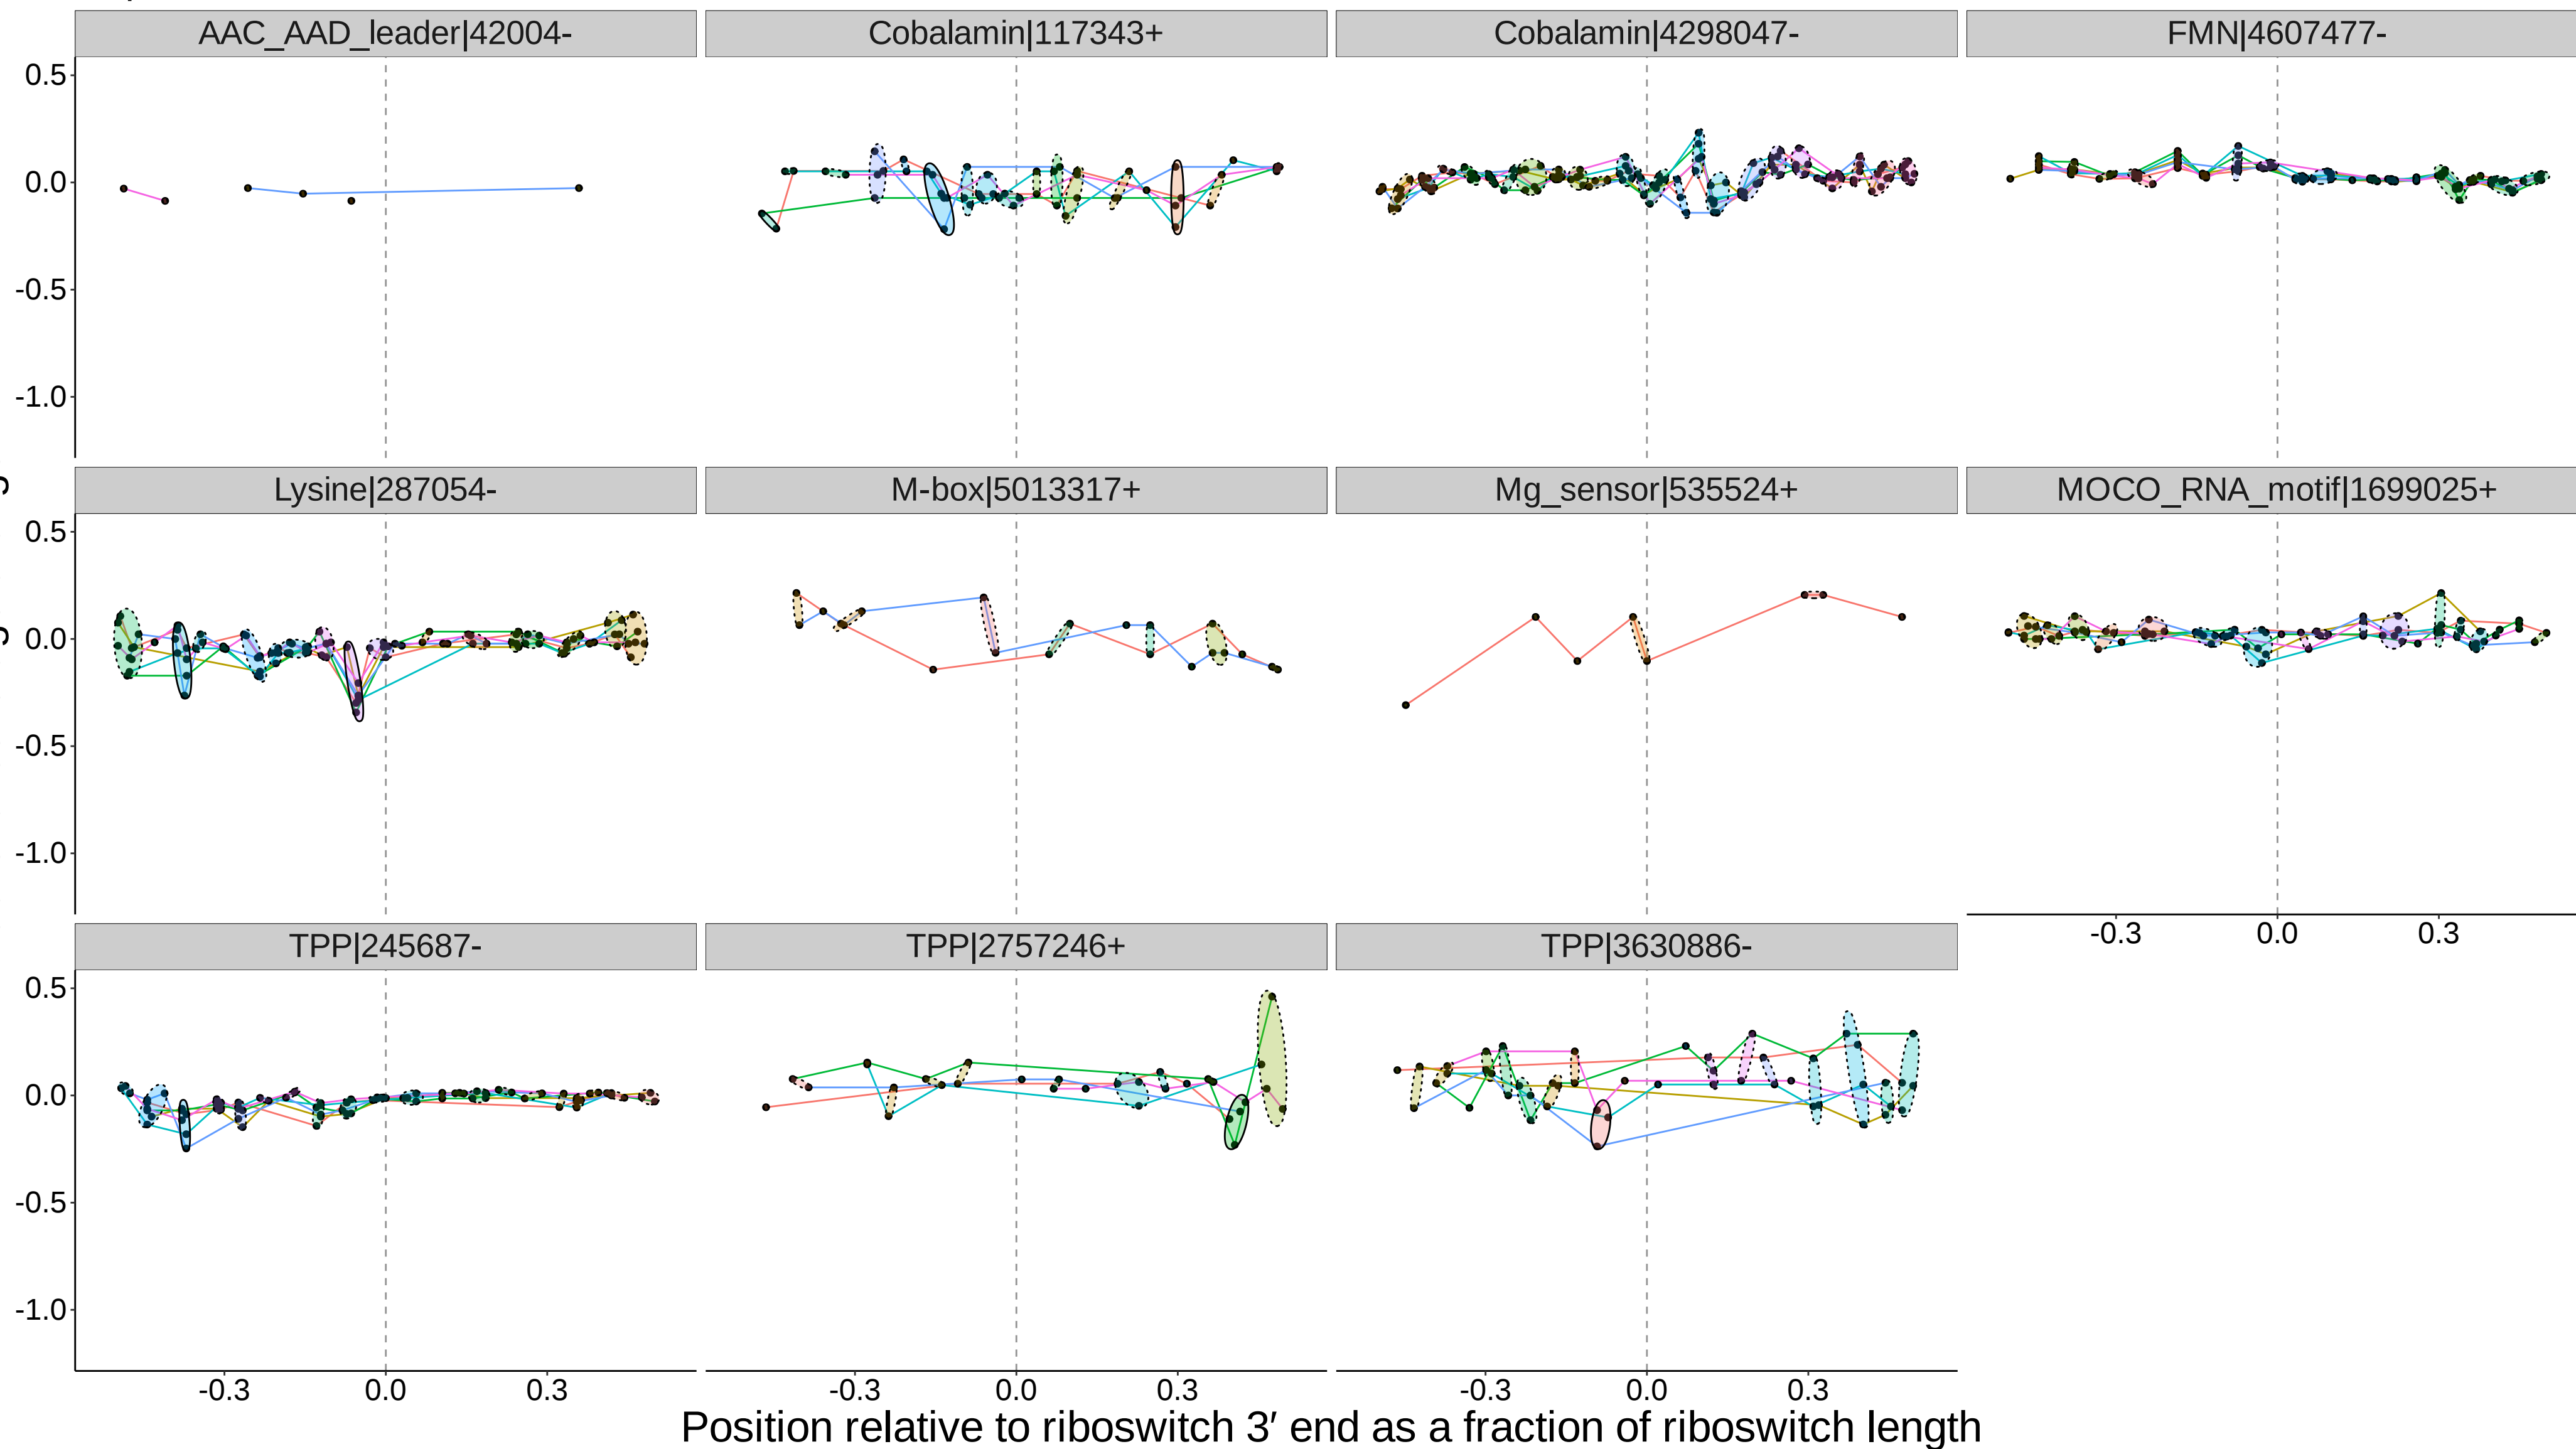 AAC_AAD_leader|42004- Cobalamin|117343+ Cobalamin|4298047- FMN|4607477-
0.5
0.0
-0.5
-1.0
Lysine|287054- M-box|5013317+ Mg_sensor|535524+ MOCO_RNA_motif|1699025+
0.5
0.0
-0.5
-1.0
-0.3 0.0 0.3
TPP|245687- TPP|2757246+ TPP|3630886-
0.5
0.0
-0.5
-1.0
-0.3 0.0 0.3 -0.3 0.0 0.3 -0.3 0.0 0.3
Position relative to riboswitch 3′ end as a fraction of riboswitch length